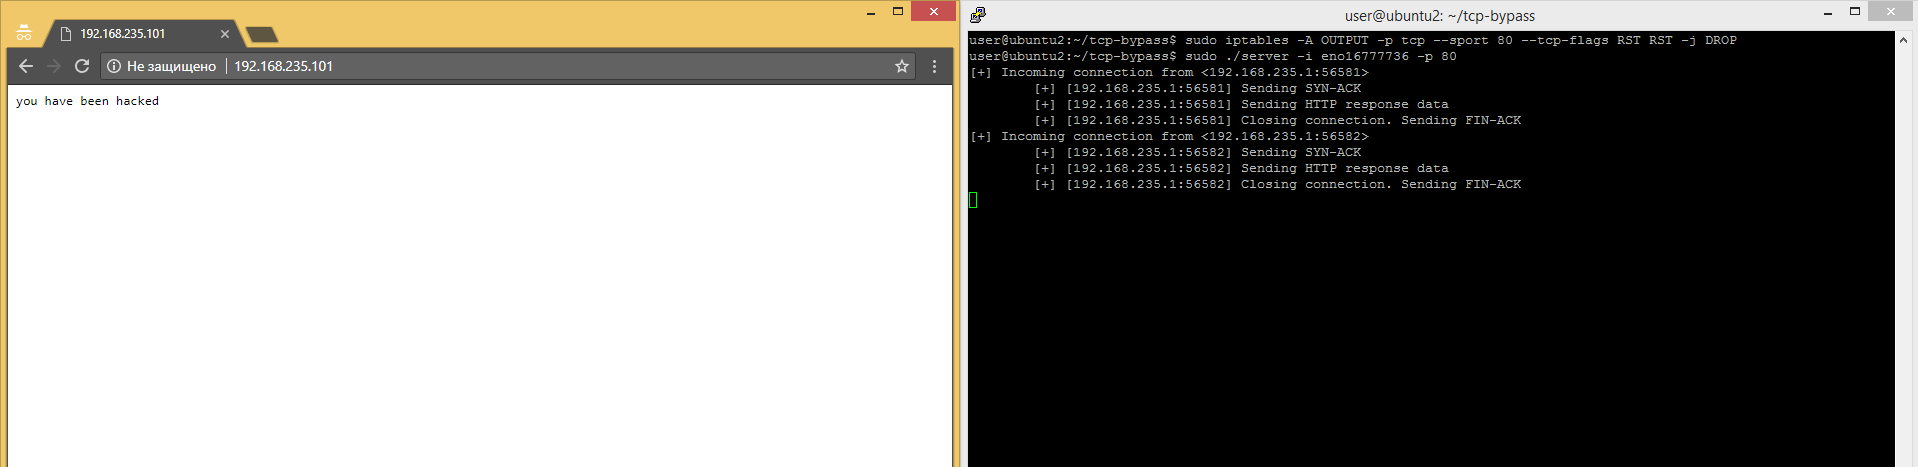 192.168.235.101
Не защищено
192.168.235.101
you have been hacked
user@ubuntu2: ~/tcp-bypass
user@ubuntu2:~/tcp-bypass$ sudo iptables -A OUTPUT -p tcp --sport 80 --tcp-flags RST RST -j DROP
user@ubuntu2:~/tcp-bypass$ sudo ./server -i eno16777736 -p 80
[+] Incoming connection from <192.168.235.1:56581>
[+] [192.168.235.1:56581] Sending SYN-ACK
[+] [192.168.235.1:56581] Sending HTTP response data
[+] [192.168.235.1:56581] Closing connection. Sending FIN-ACK
[+] Incoming connection from <192.168.235.1:56582>
[+] [192.168.235.1:56582] Sending SYN-ACK
[+] [192.168.235.1:56582] Sending HTTP response data
[+] [192.168.235.1:56582] Closing connection. Sending FIN-ACK